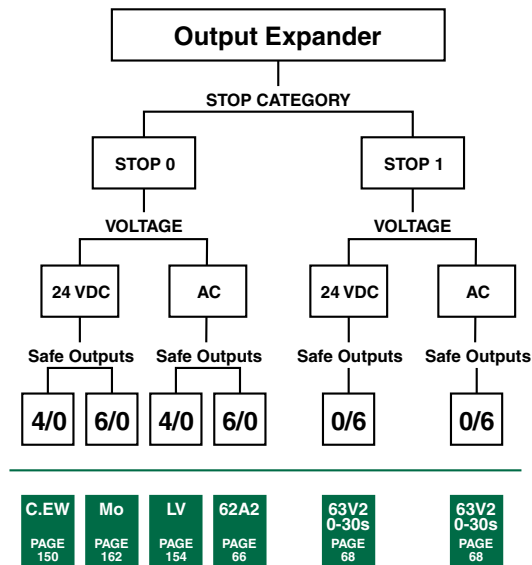 Output Expander
STOP CATEGORY
STOP 0 STOP 1
VOLTAGE VOLTAGE
24 VDC AC 24 VDC AC
Safe Outputs Safe Outputs Safe Outputs Safe Outputs
4/0 6/0 4/0 6/0 0/6 0/6
C.EW Mo LV 62A2 63V2 63V2
0-30s 0-30s
PAGE PAGE PAGE PAGE PAGE PAGE
150 162 154 66 68 68